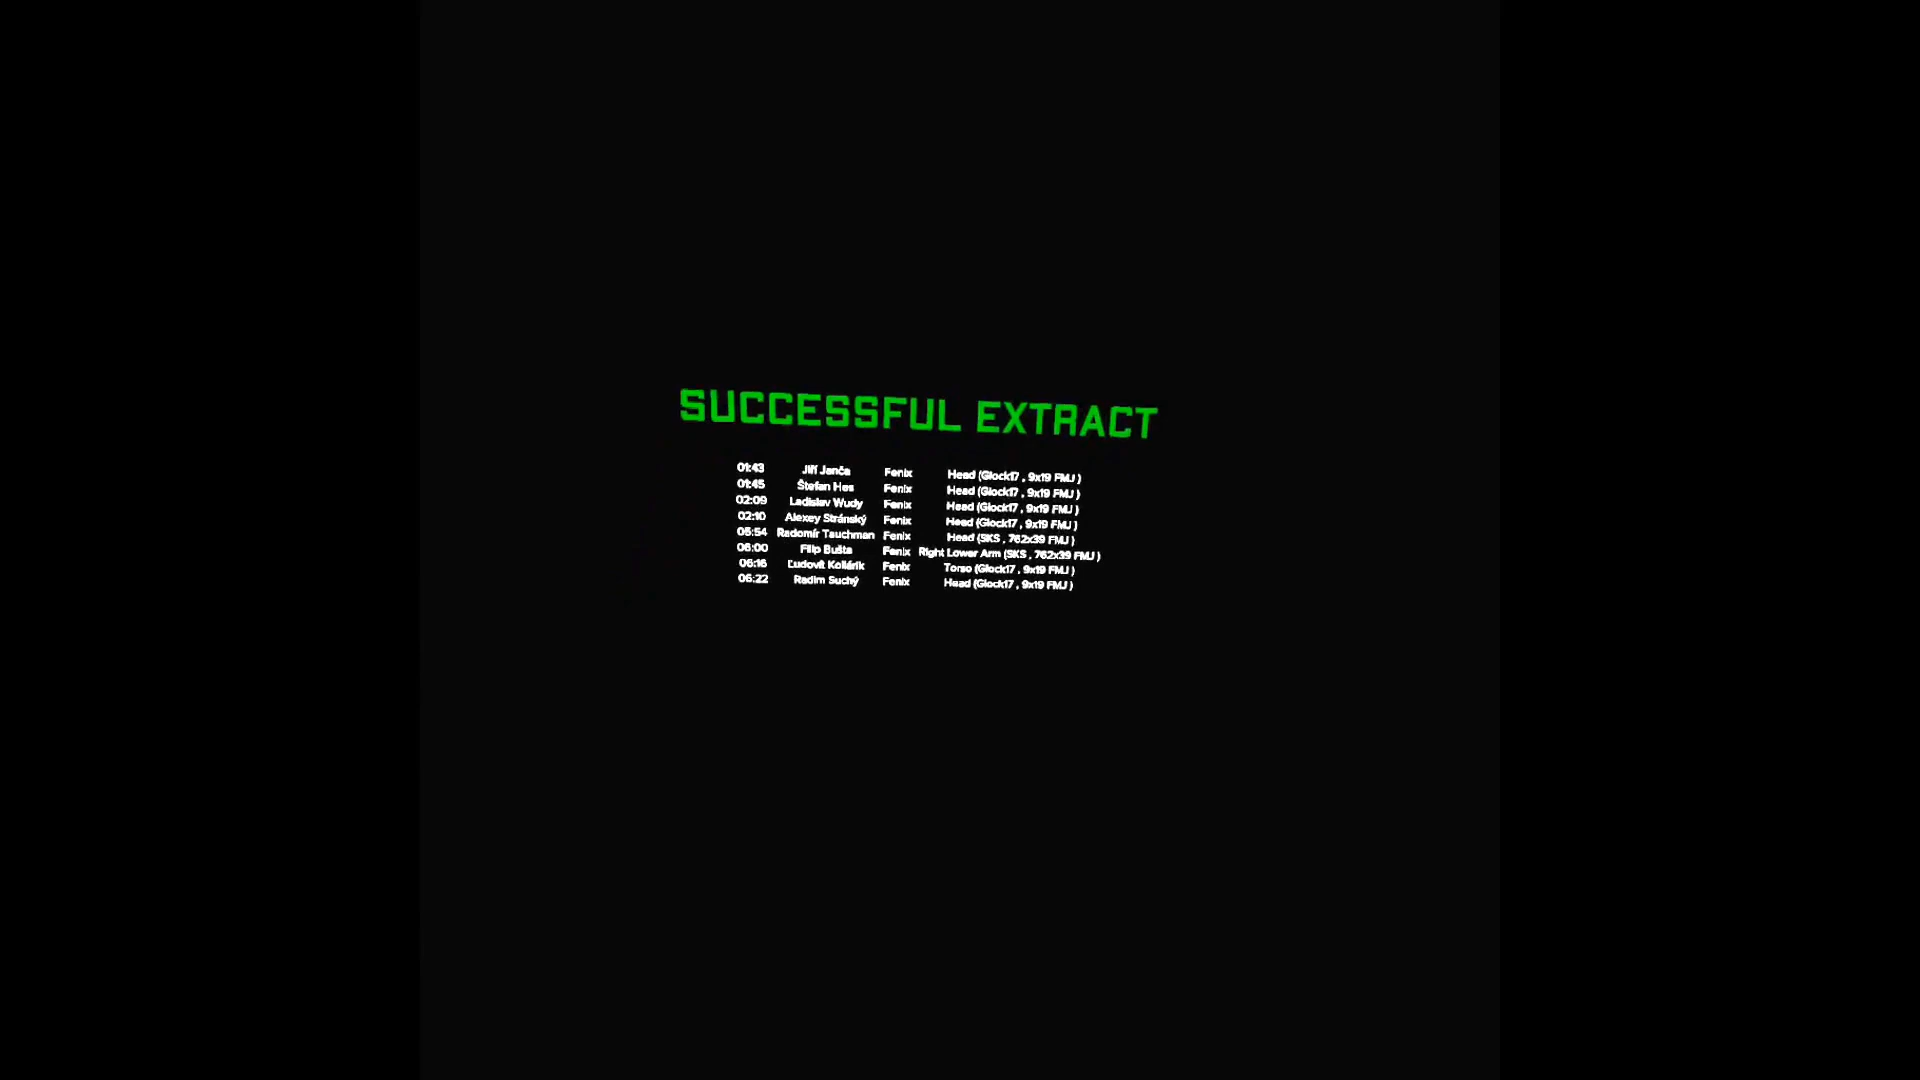 SUCCESSFUL EXTRACT
01:43 Jiří Janča Fenix Head (Glock17 , 9x19 FMJ )
01:45 Štefan Hes Fenix Head (Glock17 , 9x19 FMJ )
02:09 Ladislav Wudy Fenix Head (Glock17 , 9x19 FMJ )
02:10 Alexey Stránský Fenix Head (Glock17 , 9x19 FMJ )
05:54 Radomír Tauchman Fenix Head (SKS , 762x39 FMJ )
06:00 Filip Bušta Fenix Right Lower Arm (SKS , 762x39 FMJ )
06:16 Ľudovít Kollárik Fenix Torso (Glock17 , 9x19 FMJ )
06:22 Radim Suchý Fenix Head (Glock17 , 9x19 FMJ )